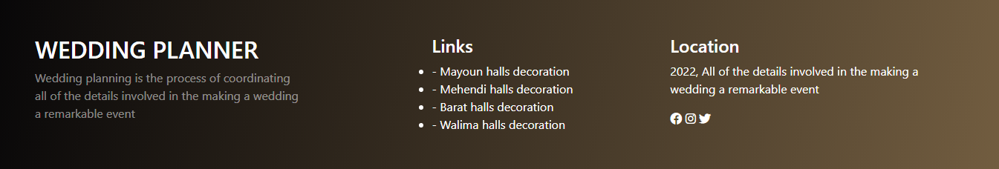 WEDDING PLANNER
Wedding planning is the process of coordinating
all of the details involved in the making a wedding
a remarkable event
Links
- Mayoun halls decoration
- Mehendi halls decoration
- Barat halls decoration
- Walima halls decoration
Location
2022, All of the details involved in the making a
wedding a remarkable event